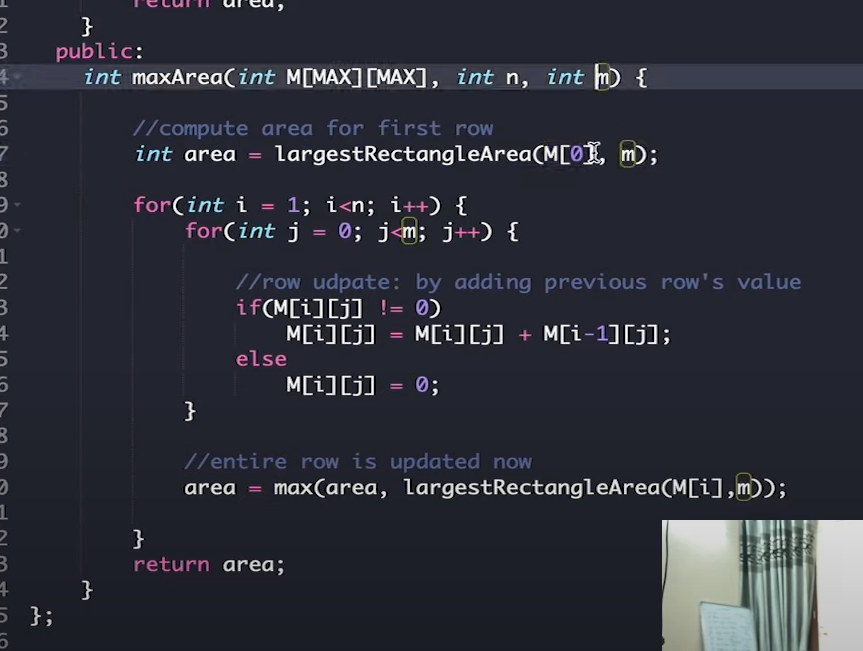 return area;
2 }
3 public:
4 int maxArea(int M[MAX][MAX], int n, int m) {
5
6 //compute area for first row
7 int area = largestRectangleArea(M[0], m);
8
9 for(int i = 1; i<n; i++) {
0 for(int j = 0; j<m; j++) {
1
2 //row udpate: by adding previous row's value
3 if(M[i][j] != 0)
4 M[i][j] = M[i][j] + M[i-1][j];
5 else
6 M[i][j] = 0;
7 }
8
9 //entire row is updated now
0 area = max(area, largestRectangleArea(M[i],m));
1
2 }
3 return area;
4 }
5 };
6